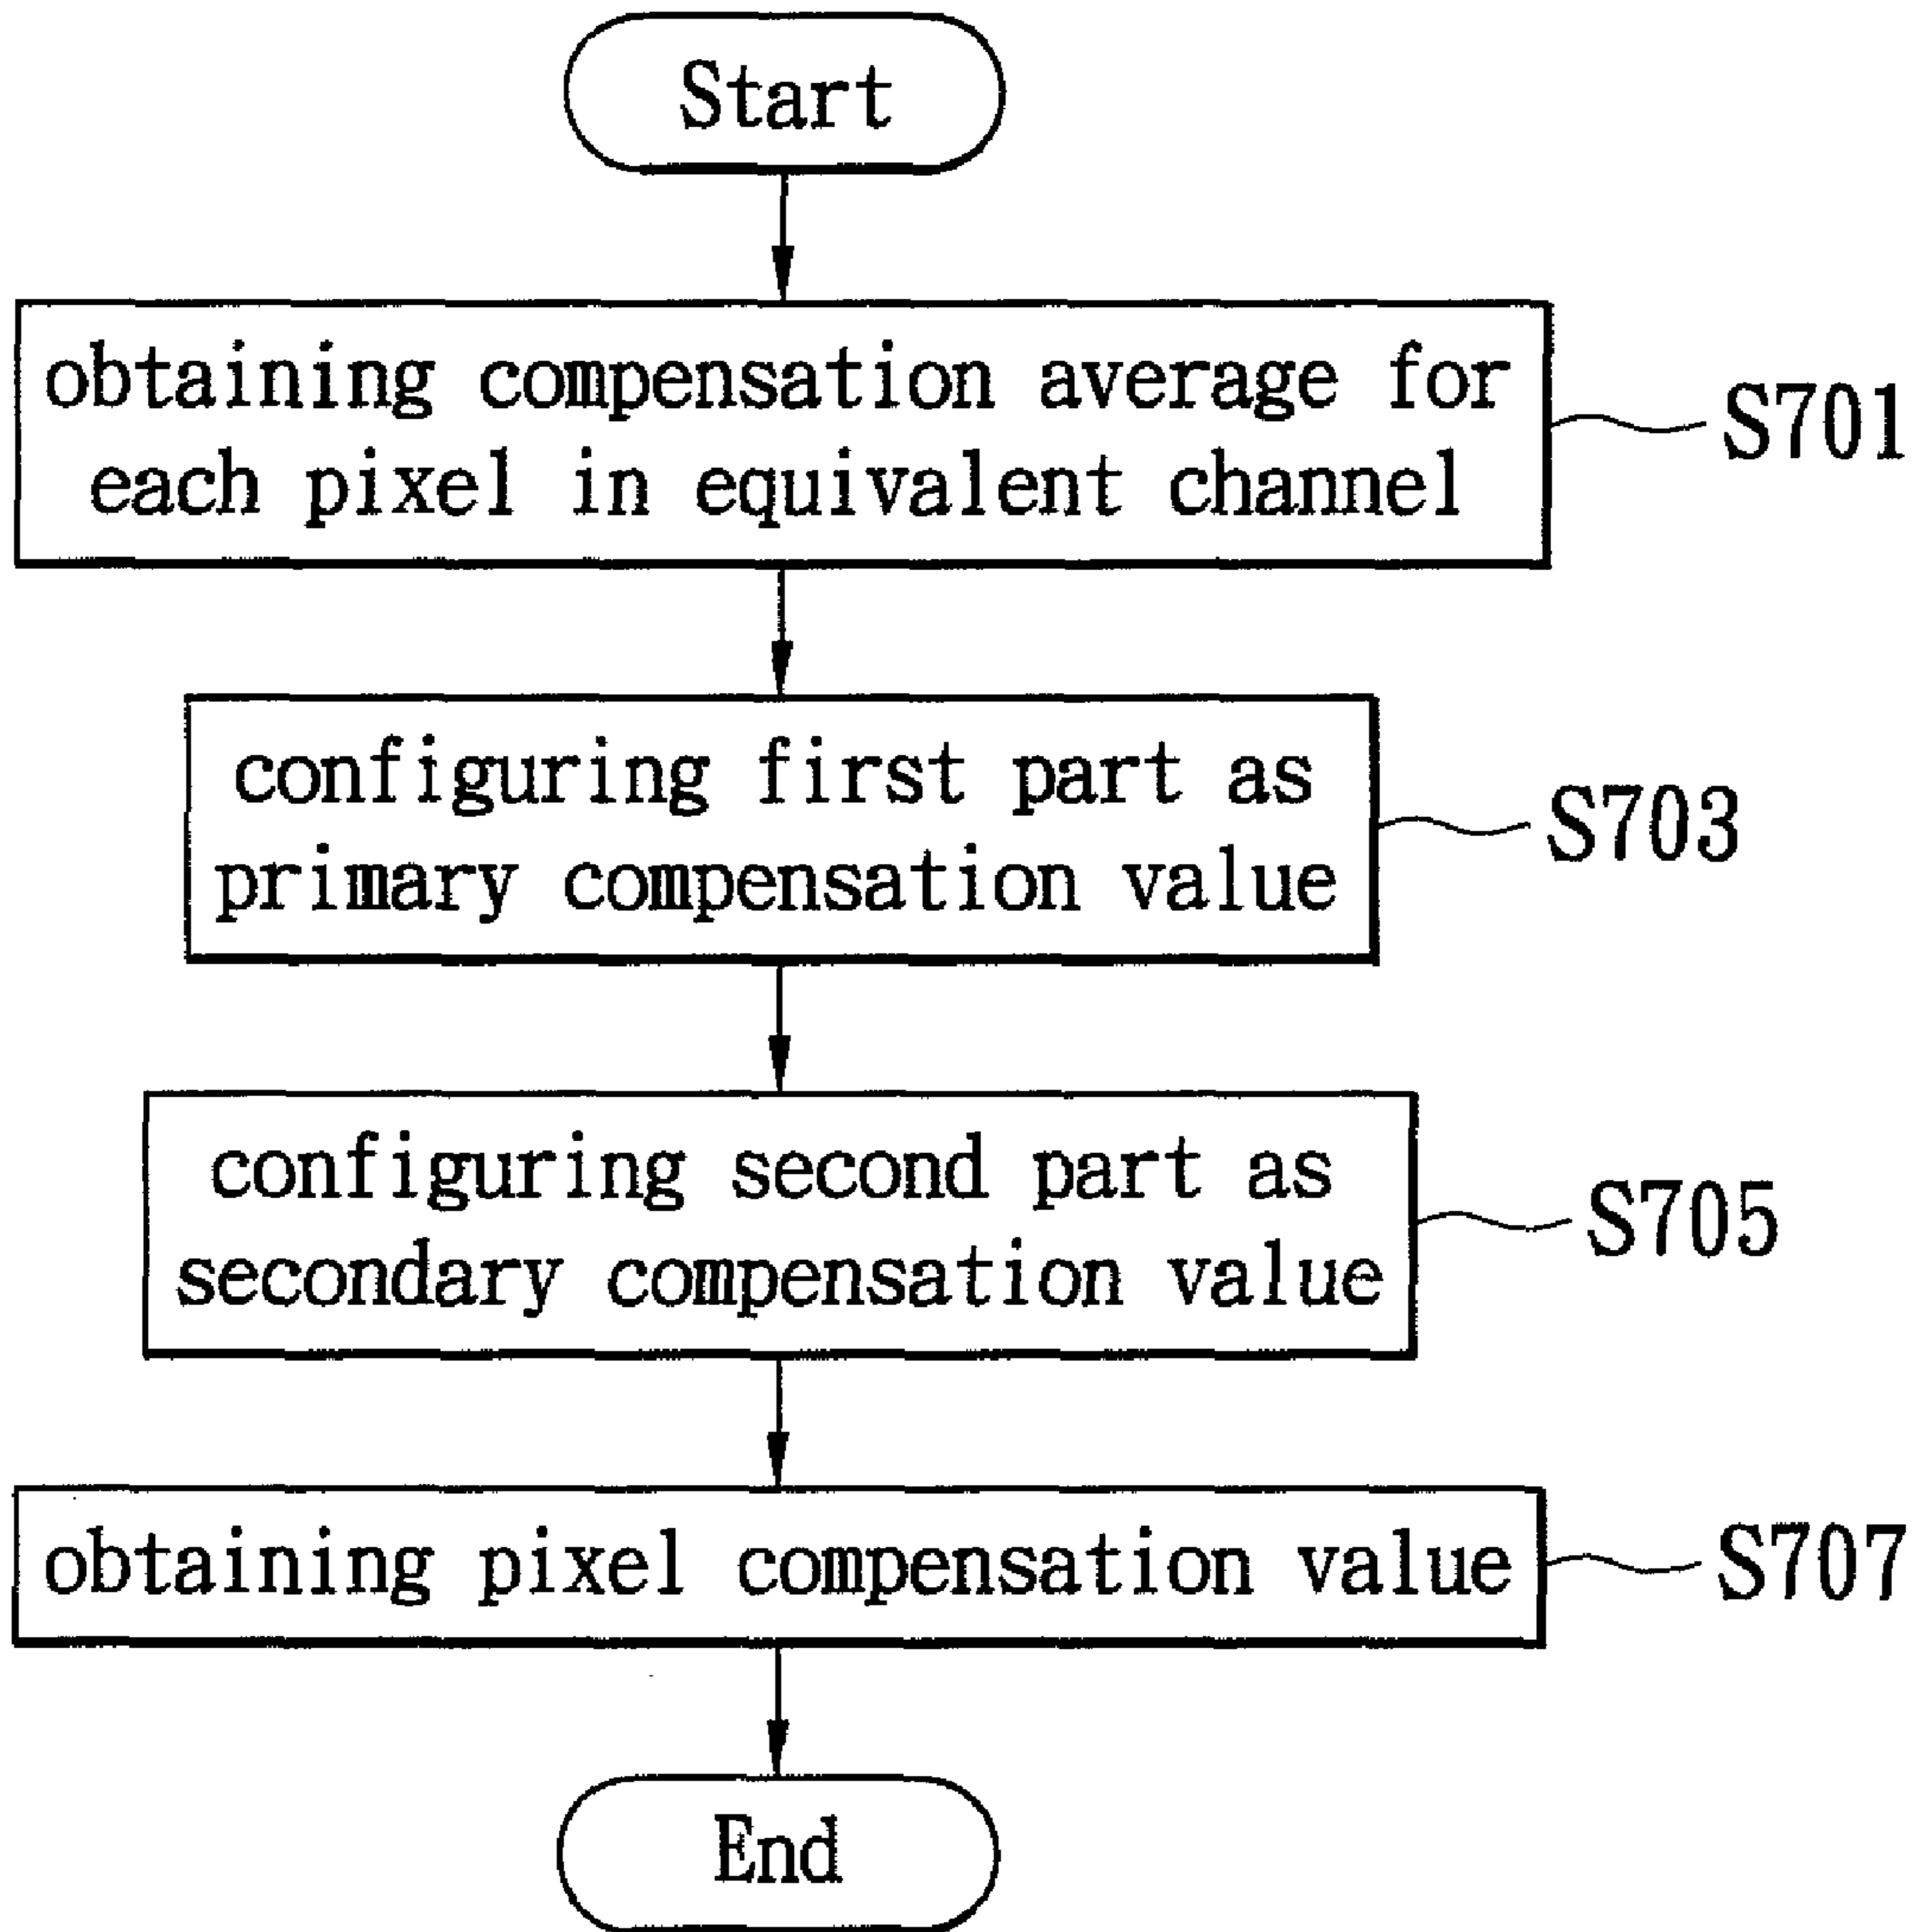 Start
obtaining compensation average for
each pixel in equivalent channel
S701
configuring first part as
primary compensation value
S703
configuring second part as
secondary compensation value
S705
obtaining pixel compensation value
S707
End